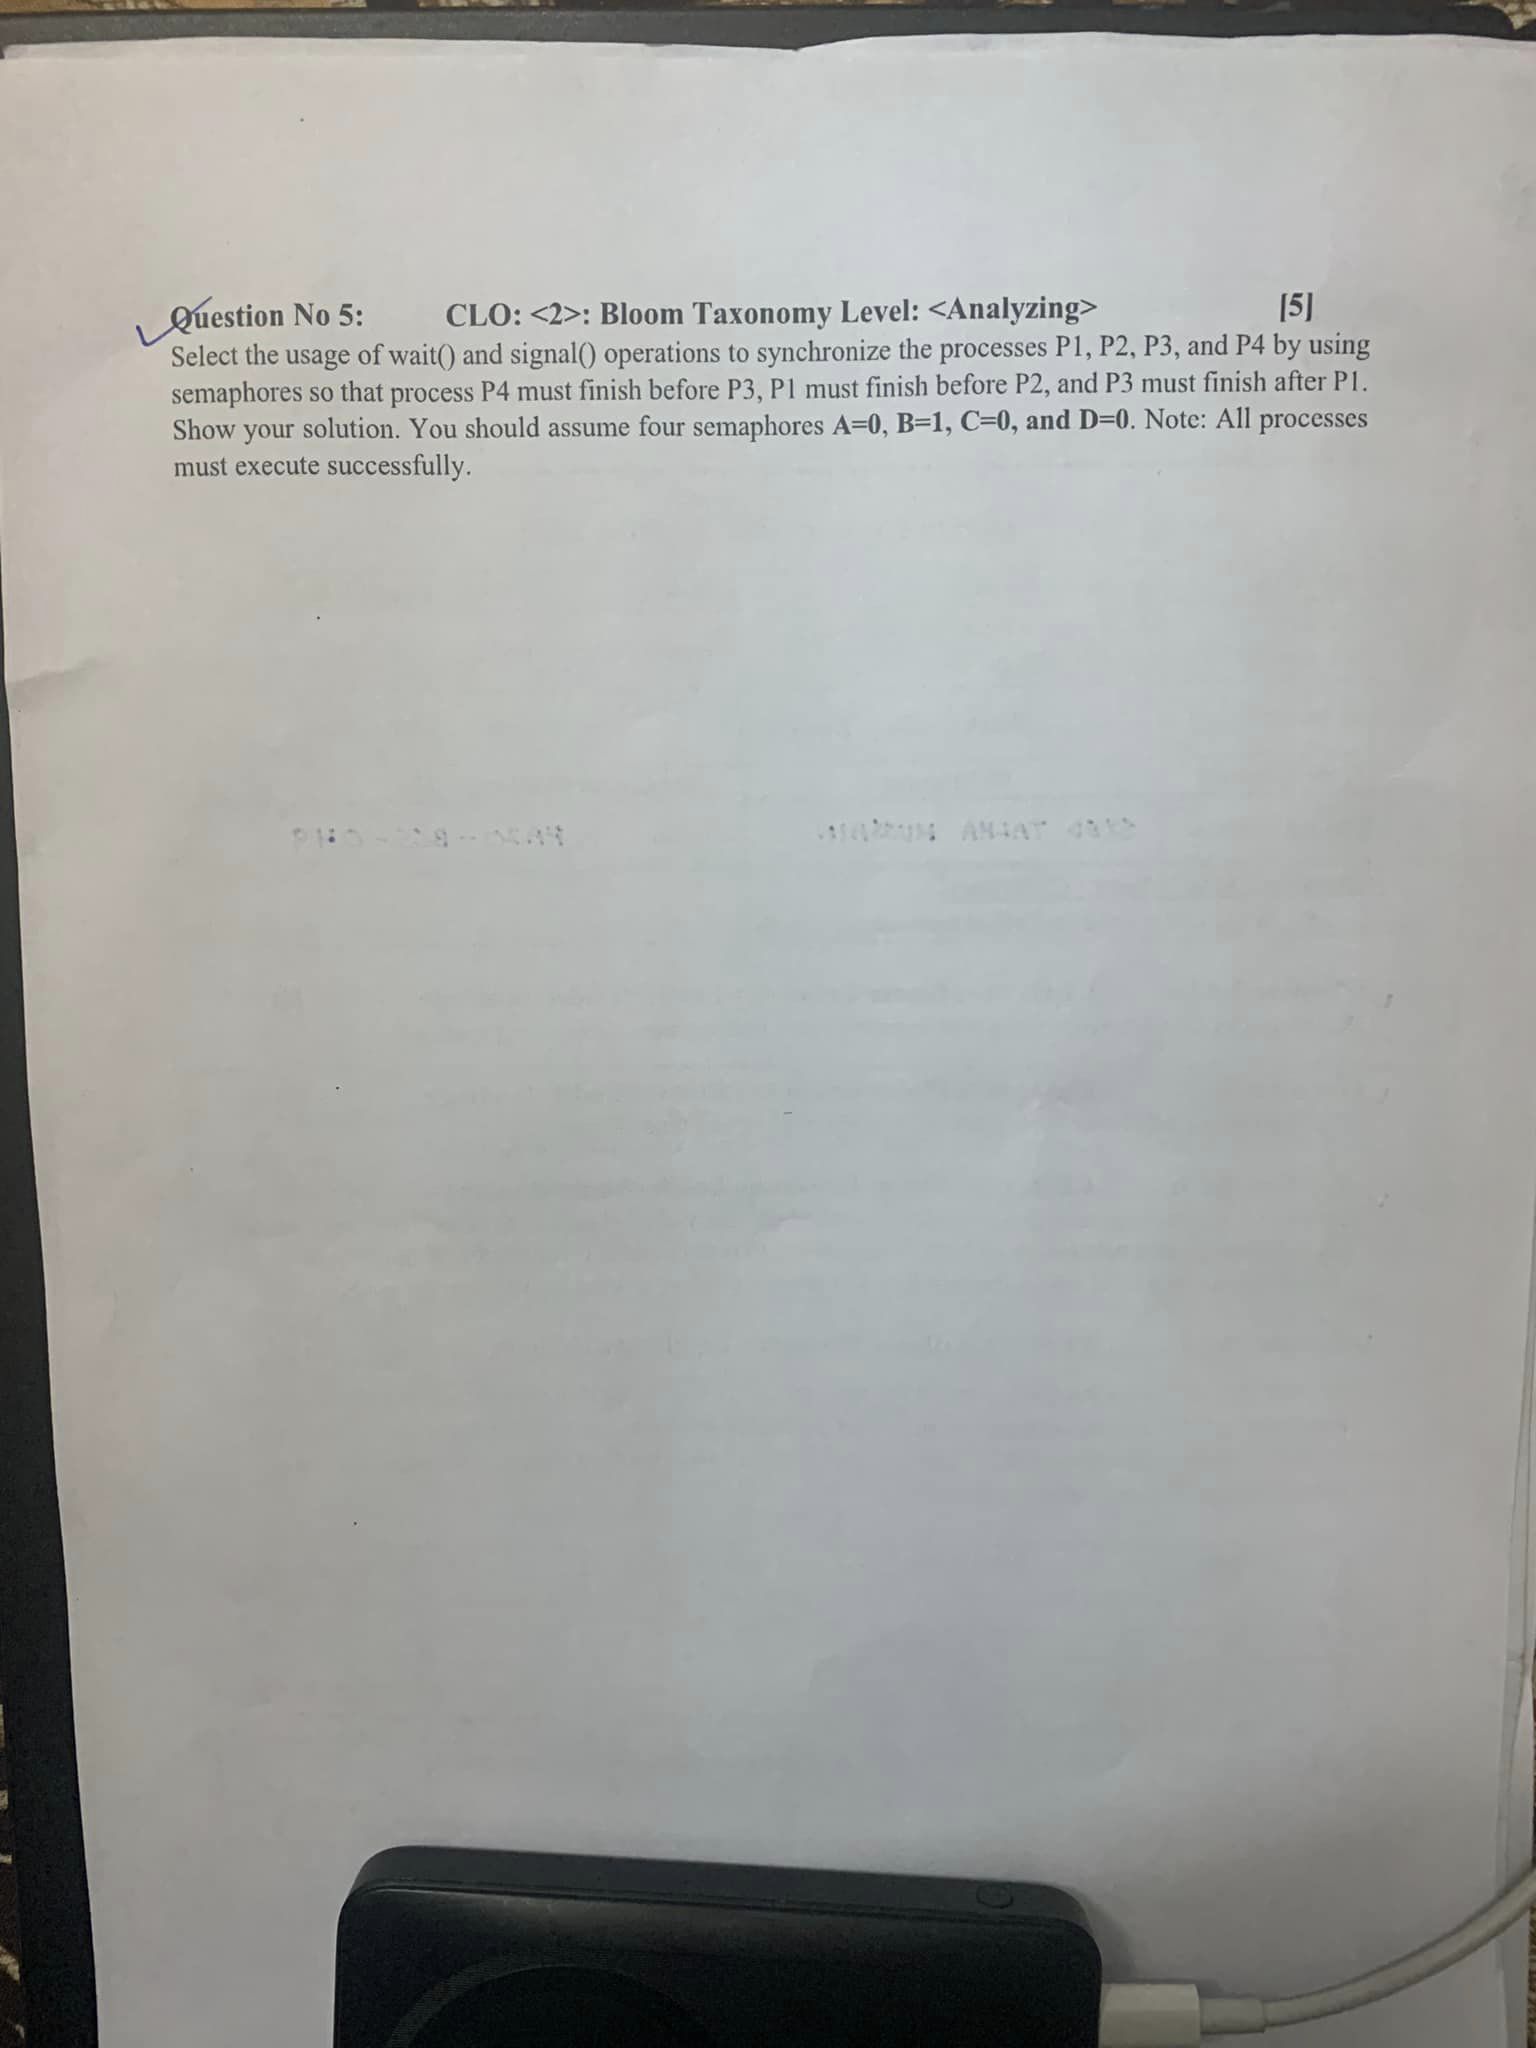 Question No 5: CLO: <2>: Bloom Taxonomy Level: <Analyzing> [5]
Select the usage of wait() and signal() operations to synchronize the processes P1, P2, P3, and P4 by using
semaphores so that process P4 must finish before P3, P1 must finish before P2, and P3 must finish after P1.
Show your solution. You should assume four semaphores A=0, B=1, C=0, and D=0. Note: All processes
must execute successfully.